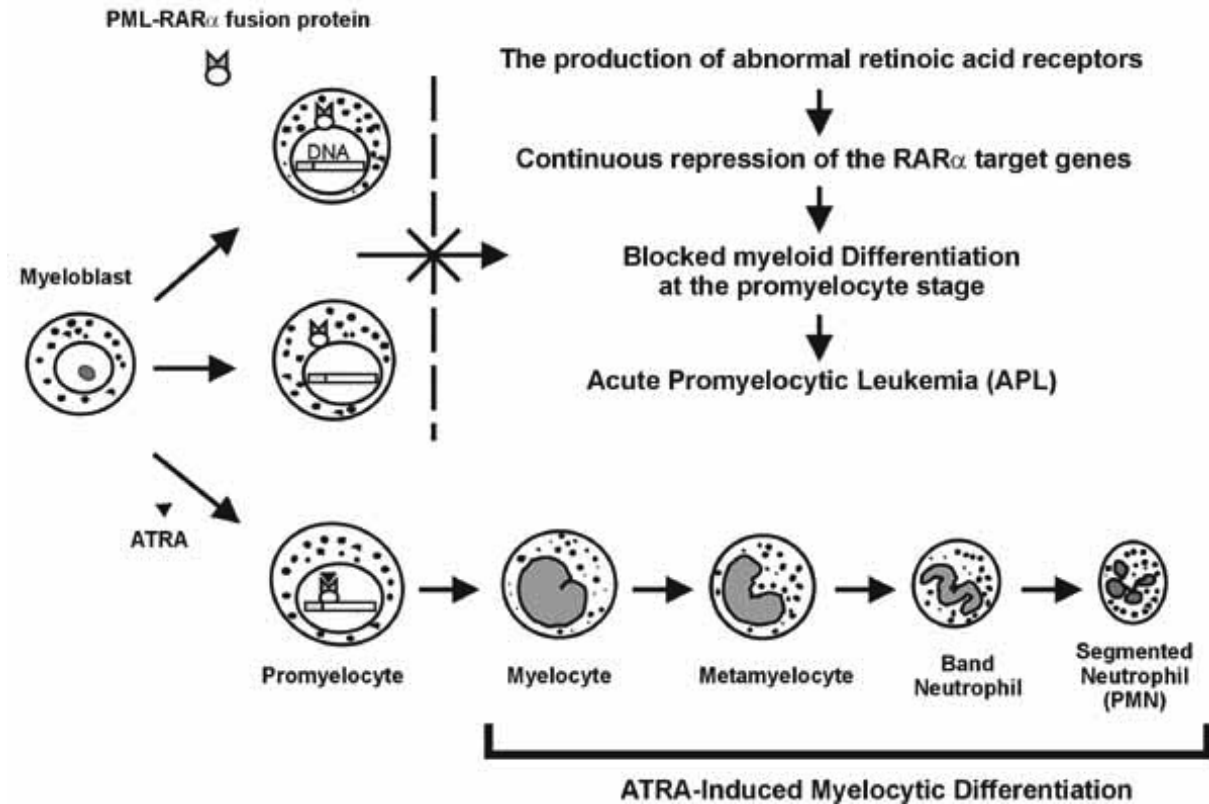 PML-RARα fusion protein
The production of abnormal retinoic acid receptors
Continuous repression of the RARα target genes
Blocked myeloid Differentiation
at the promyelocyte stage
Acute Promyelocytic Leukemia (APL)
DNA
Myeloblast
ATRA
Promyelocyte
Myelocyte
Metamyelocyte
Band
Neutrophil
Segmented
Neutrophil
(PMN)
ATRA-Induced Myelocytic Differentiation